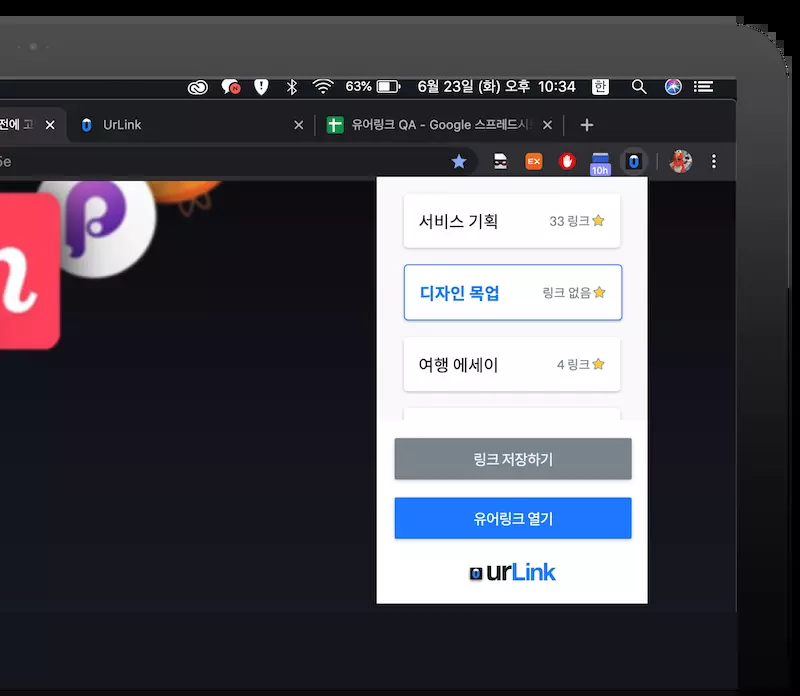 63% 6월 23일 (화) 오후 10:34 한
전에 고
UrLink
유어링크 QA - Google 스프레드시
5e
EX
10h
서비스 기획 33 링크
디자인 목업 링크 없음
여행 에세이 4 링크
링크 저장하기
유어링크 열기
urLink